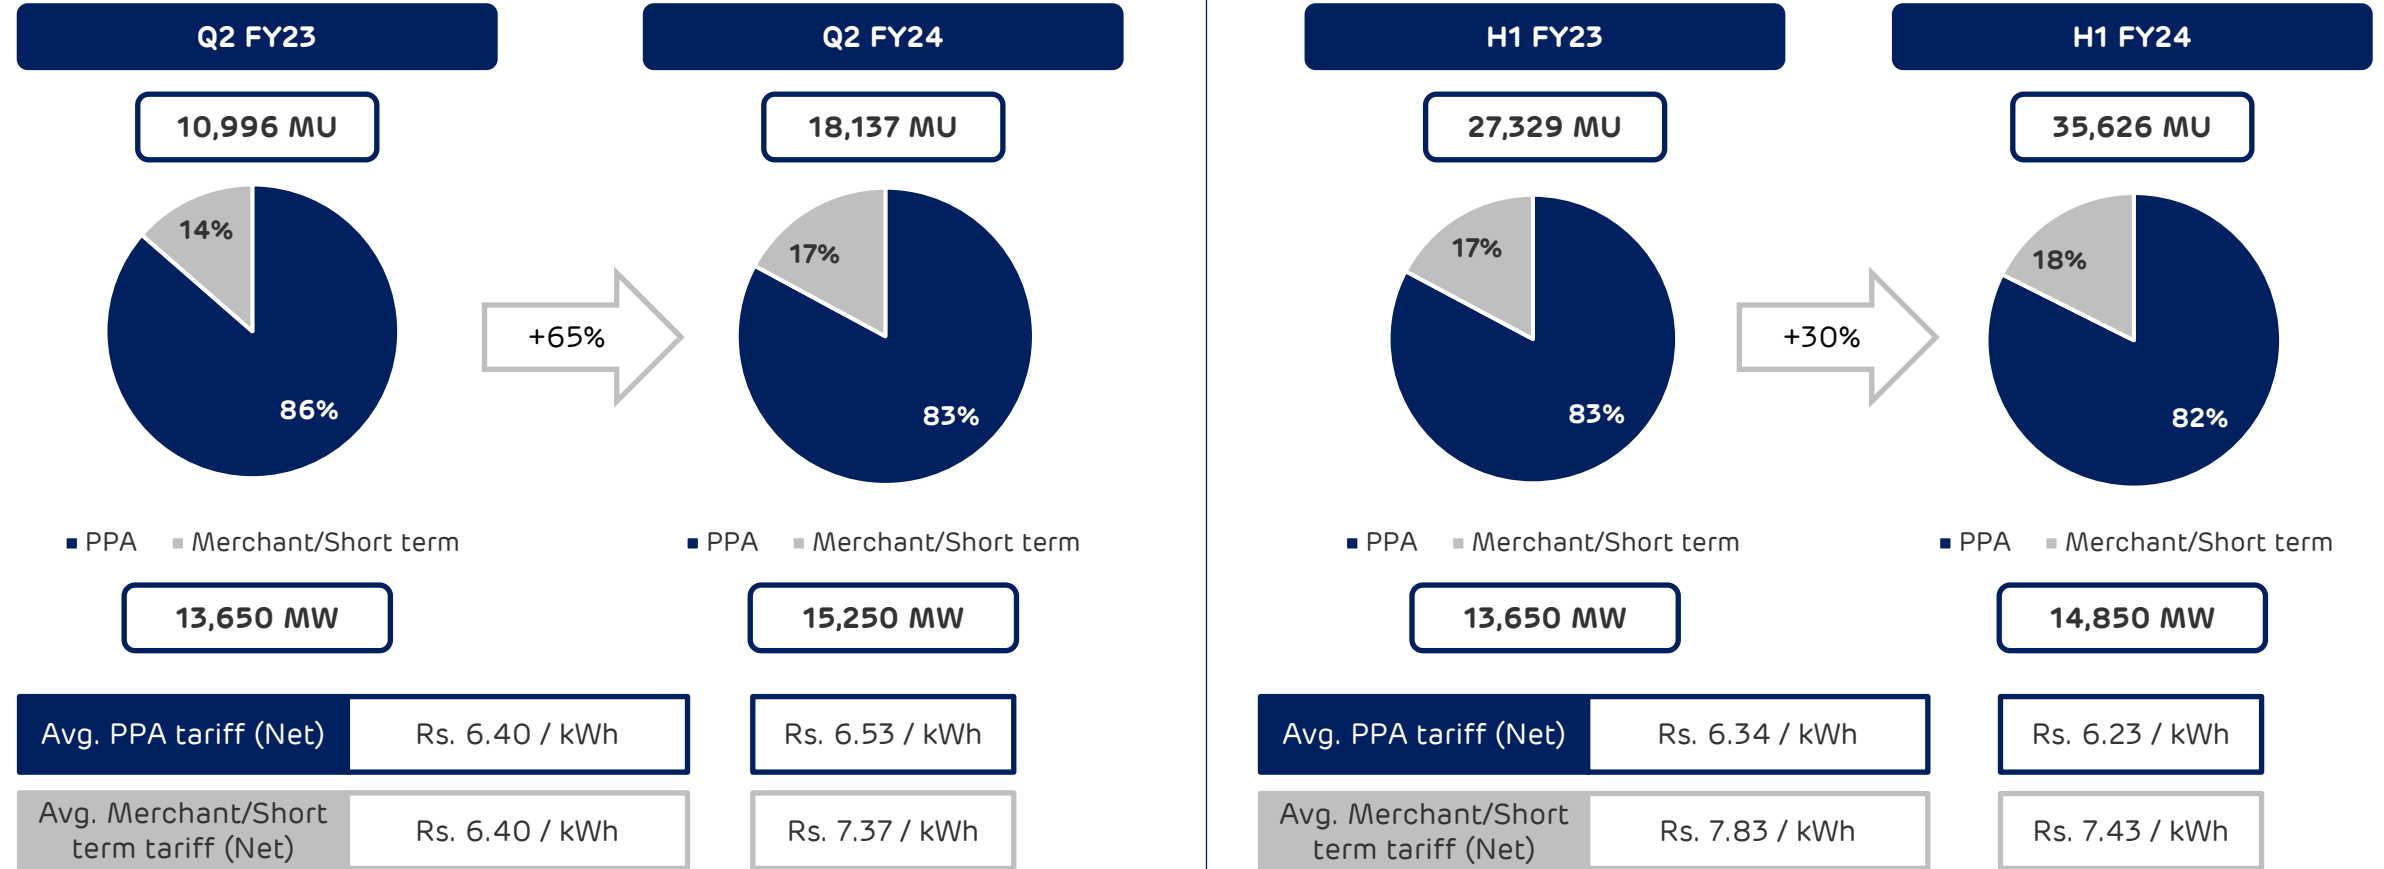 Q2 FY23
Q2 FY24
10,996 MU
18,137 MU
14%
86%
+65%
17%
83%
PPA
Merchant/Short term
PPA
Merchant/Short term
13,650 MW
15,250 MW
Avg. PPA tariff (Net)
Rs. 6.40 / kWh
Rs. 6.53 / kWh
Avg. Merchant/Short
term tariff (Net)
Rs. 6.40 / kWh
Rs. 7.37 / kWh
H1 FY23
H1 FY24
27,329 MU
35,626 MU
17%
83%
+30%
18%
82%
PPA
Merchant/Short term
PPA
Merchant/Short term
13,650 MW
14,850 MW
Avg. PPA tariff (Net)
Rs. 6.34 / kWh
Rs. 6.23 / kWh
Avg. Merchant/Short
term tariff (Net)
Rs. 7.83 / kWh
Rs. 7.43 / kWh